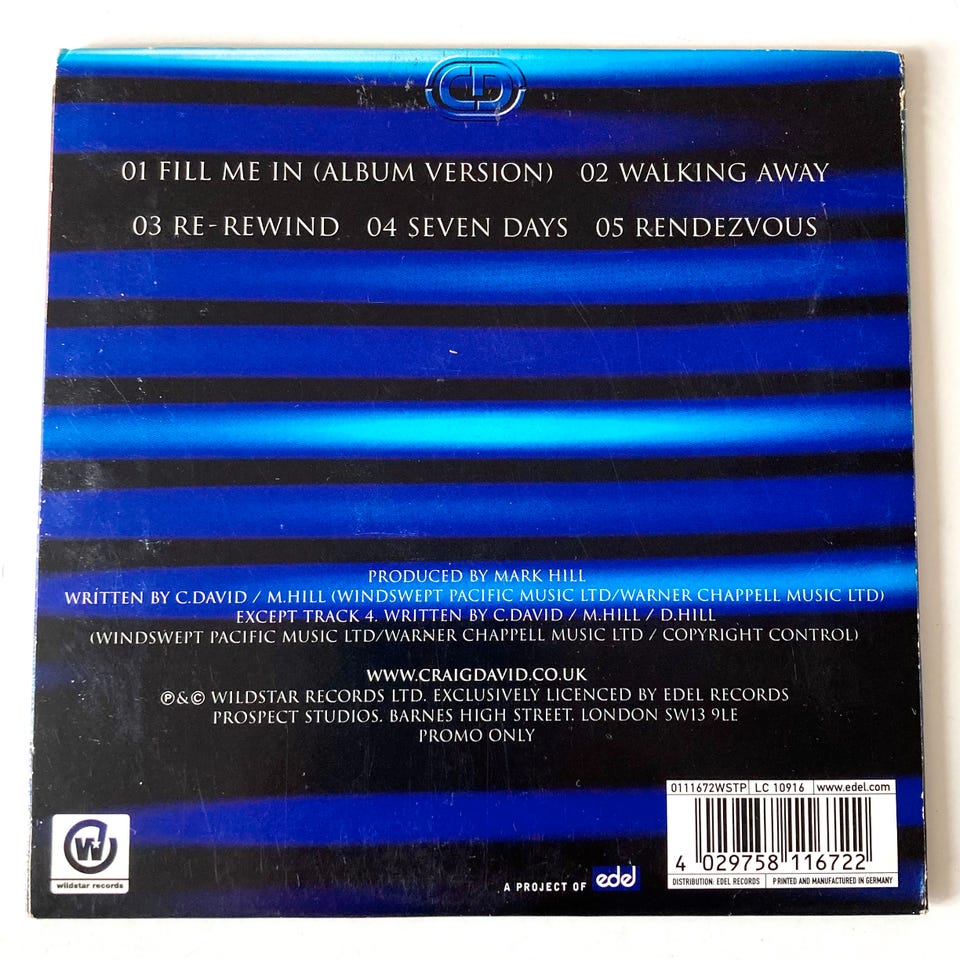 CD
01 FILL ME IN (ALBUM VERSION) 02 WALKING AWAY
03 RE-REWIND 04 SEVEN DAYS 05 RENDEZVOUS
PRODUCED BY MARK HILL
WRITTEN BY C.DAVID / M.HILL (WINDSWEPT PACIFIC MUSIC LTD/WARNER CHAPPELL MUSIC LTD)
EXCEPT TRACK 4. WRITTEN BY C.DAVID / M.HILL / D.HILL
(WINDSWEPT PACIFIC MUSIC LTD/WARNER CHAPPELL MUSIC LTD / COPYRIGHT CONTROL)
WWW.CRAIGDAVID.CO.UK
℗&© WILDSTAR RECORDS LTD. EXCLUSIVELY LICENCED BY EDEL RECORDS
PROSPECT STUDIOS. BARNES HIGH STREET. LONDON SW13 9LE
PROMO ONLY
0111672WSTP LC 10916 www.edel.com
4 029758 116722
DISTRIBUTION: EDEL RECORDS PRINTED AND MANUFACTURED IN GERMANY
W
wildstar records
A PROJECT OF edel